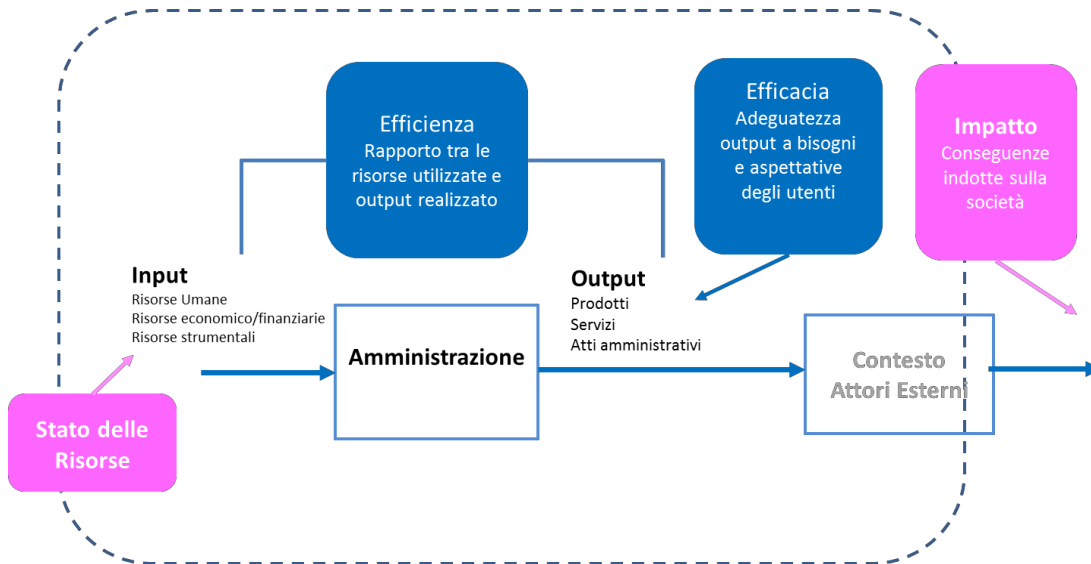 Efficienza
Rapporto tra le
risorse utilizzate e
output realizzato
Efficacia
Adeguatezza
output a bisogni
e aspettative
degli utenti
Impatto
Conseguenze
indotte sulla
società
Input
Risorse Umane
Risorse economico/finanziarie
Risorse strumentali
Output
Prodotti
Servizi
Atti amministrativi
Amministrazione
Contesto
Attori Esterni
Stato delle
Risorse